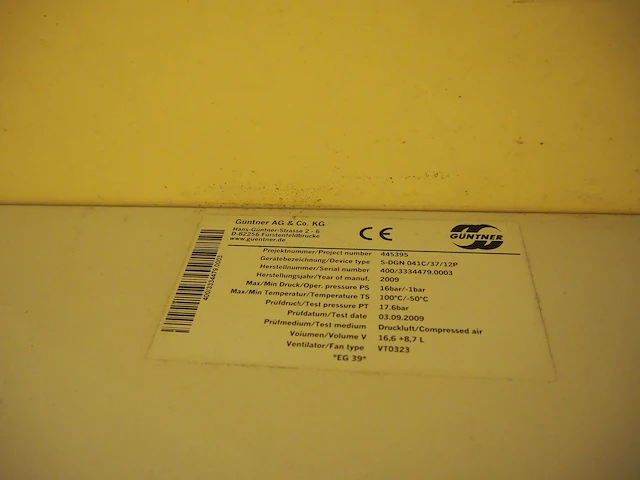 Güntner AG & Co. KG
Hans-Güntner-Strasse 2 - 6
D-82256 Fürstenfeldbrucke
www.guentner.de
CE
GÜNTNER
Projektnummer/Project number 445395
Gerätebezeichnung/Device type S-DGN 041C/37/12P
Herstellnummer/Serial number 400/3334479.0003
Herstellungsjahr/Year of manuf. 2009
Max/Min Druck/Oper. pressure PS 16bar/-1bar
Max/Min Temperatur/Temperature TS 100°C/-50°C
Prüfdruck/Test pressure PT 17.6bar
Prüfdatum/Test date 03.09.2009
Prüfmedium/Test medium Druckluft/Compressed air
Volumen/Volume V 16,6 +8,7 L
Ventilator/Fan type VT0323
*EG 39*
400/3334479.0003